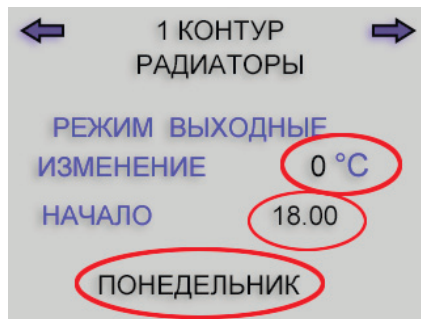 1 КОНТУР
РАДИАТОРЫ
РЕЖИМ ВЫХОДНЫЕ
ИЗМЕНЕНИЕ 0 °C
НАЧАЛО 18.00
ПОНЕДЕЛЬНИК